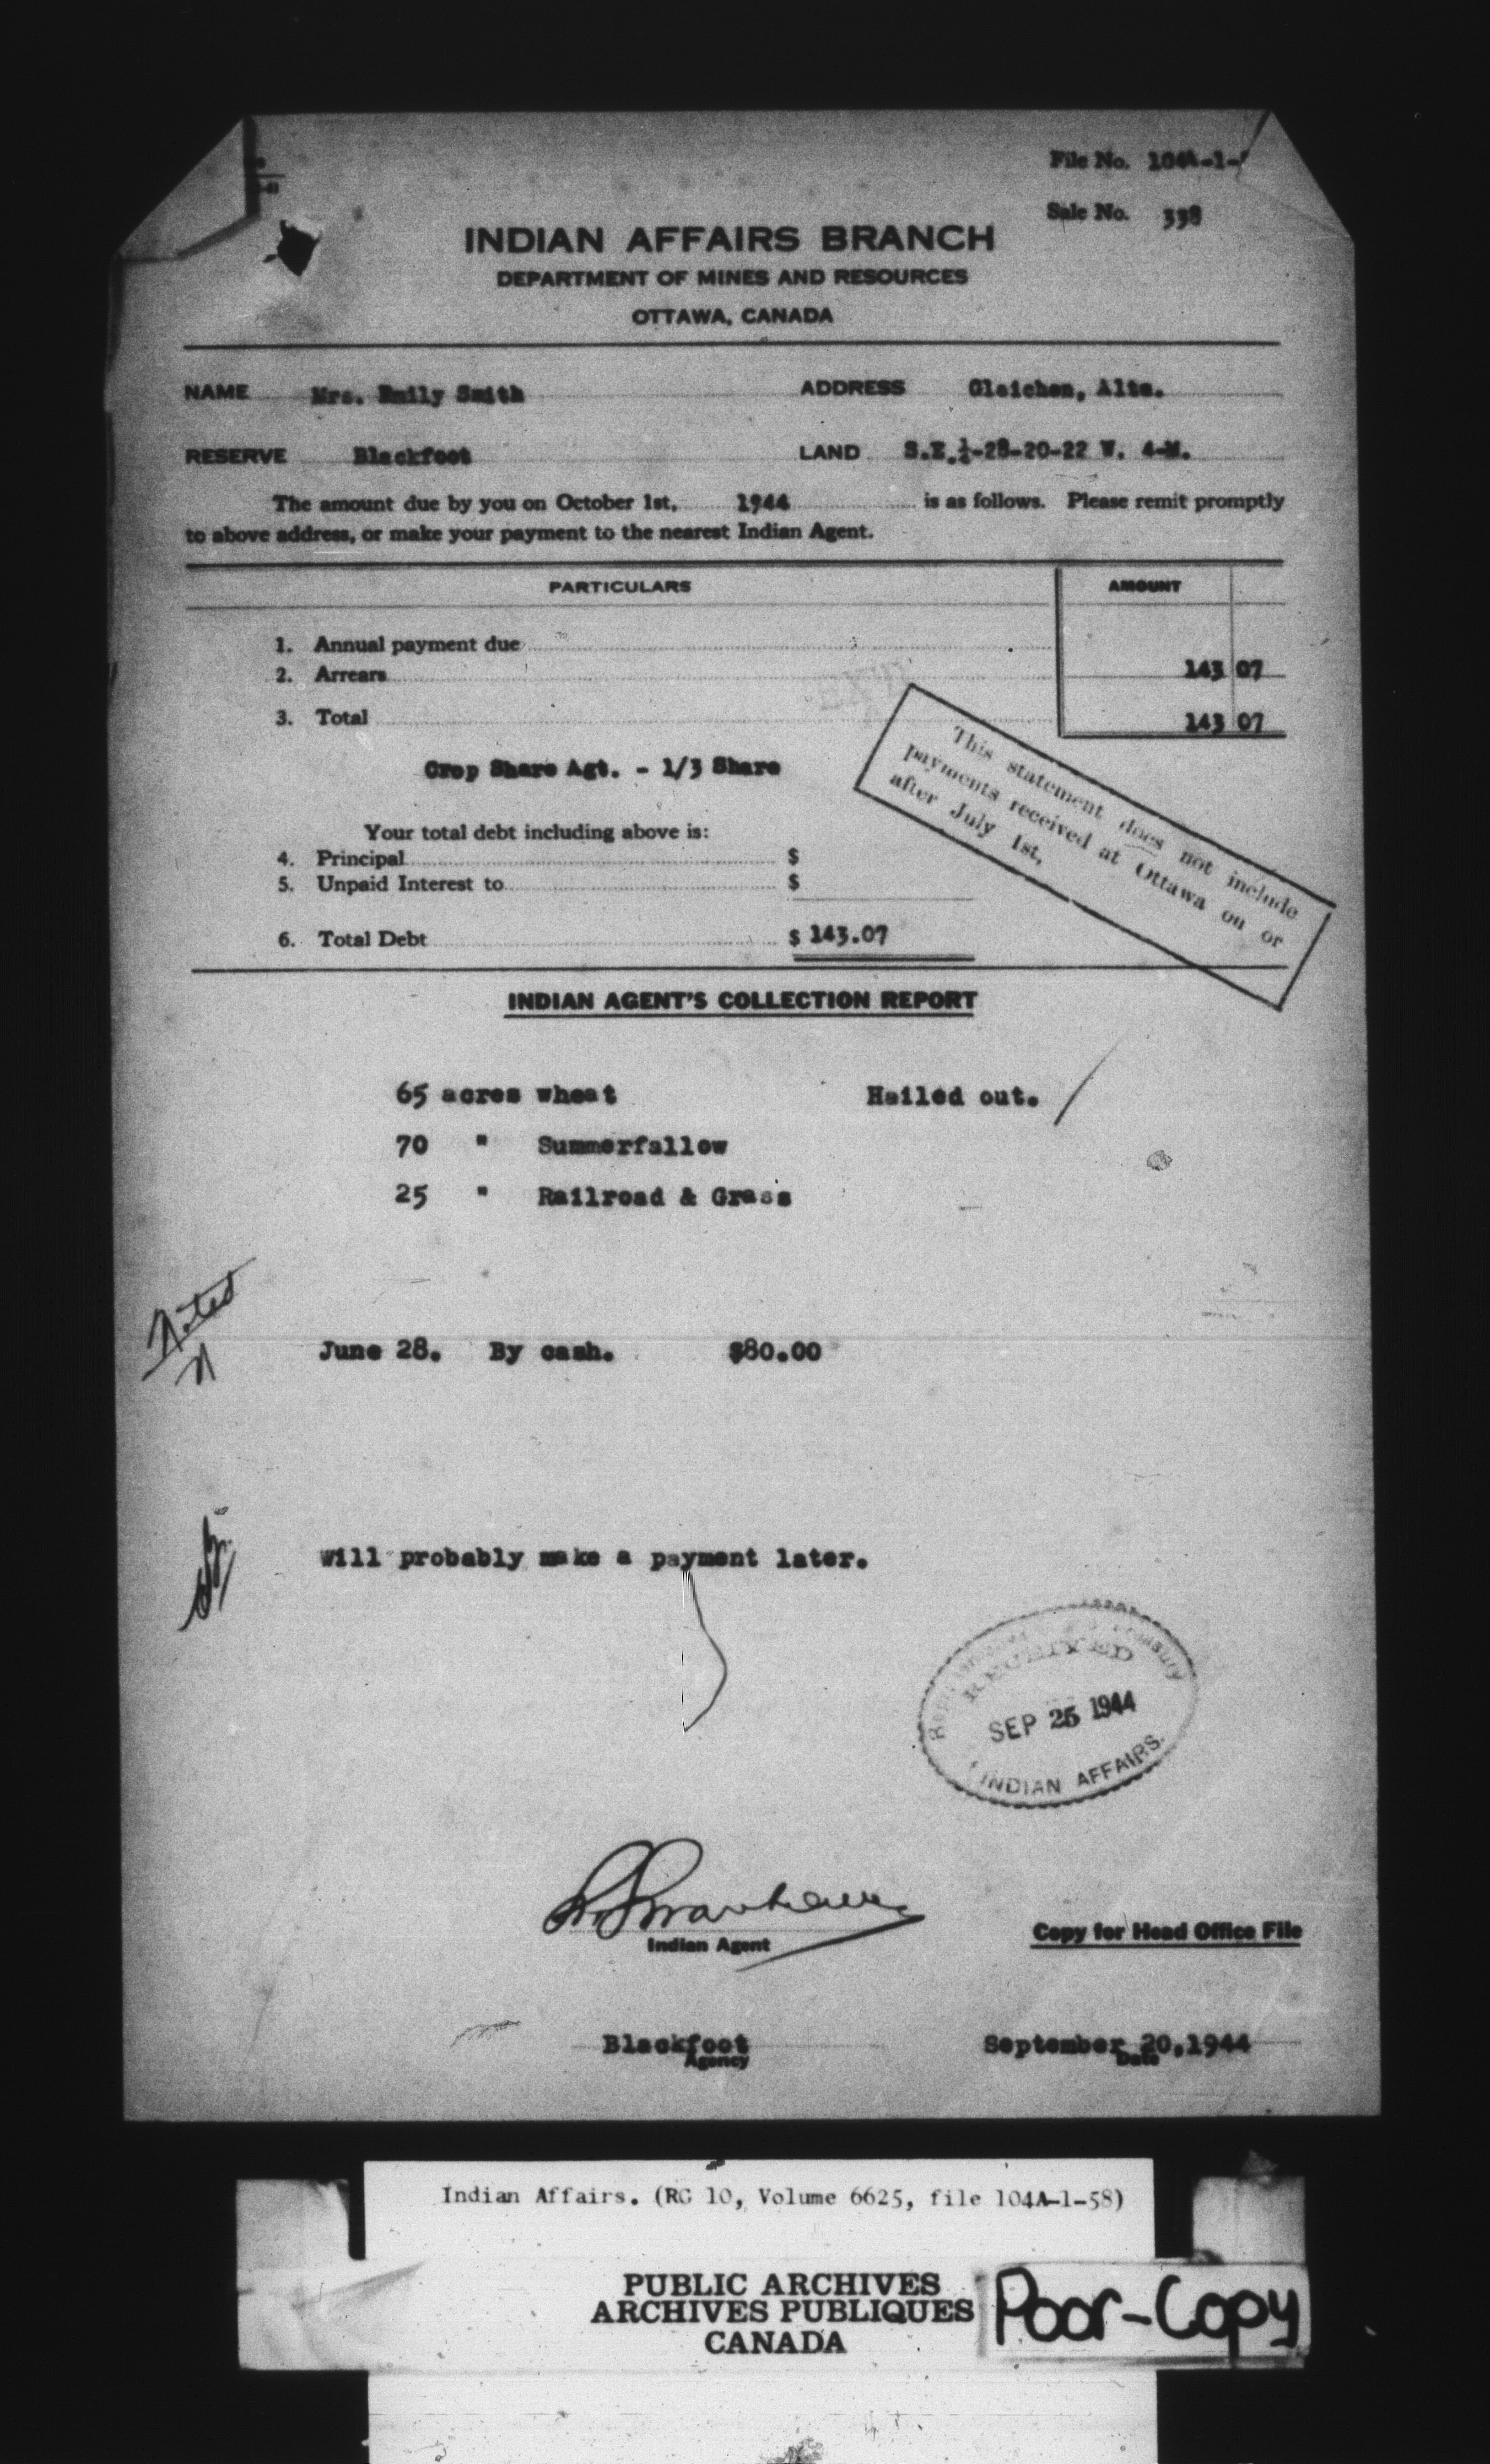 File No. 104A-1-
Sale No. 338
INDIAN AFFAIRS BRANCH
DEPARTMENT OF MINES AND RESOURCES
OTTAWA, CANADA
NAME Mrs. Emily Smith ADDRESS Gleichen, Alta.
RESERVE Blackfoot LAND S.E.¼-28-20-22 W. 4-M.
The amount due by you on October 1st, 1944 is as follows. Please remit promptly
to above address, or make your payment to the nearest Indian Agent.
PARTICULARS AMOUNT
1. Annual payment due
2. Arrears 143 07
3. Total 143 07
Crop Share Agt. - 1/3 Share
This statement does not include
payments received at Ottawa on or
after July 1st,
Your total debt including above is:
4. Principal $
5. Unpaid Interest to $
6. Total Debt $ 143.07
INDIAN AGENT'S COLLECTION REPORT
65 acres wheat Hailed out.
70 " Summerfallow
25 " Railroad & Grass
Noted
June 28. By cash. $80.00
Will probably make a payment later.
Treasury
RECEIVED
SEP 25 1944
INDIAN AFFAIRS.
Indian Agent
Copy for Head Office File
Blackfoot September 20,1944
Agency Date
Indian Affairs. (RG 10, Volume 6625, file 104A-1-58)
PUBLIC ARCHIVES
ARCHIVES PUBLIQUES
CANADA
Poor-Copy